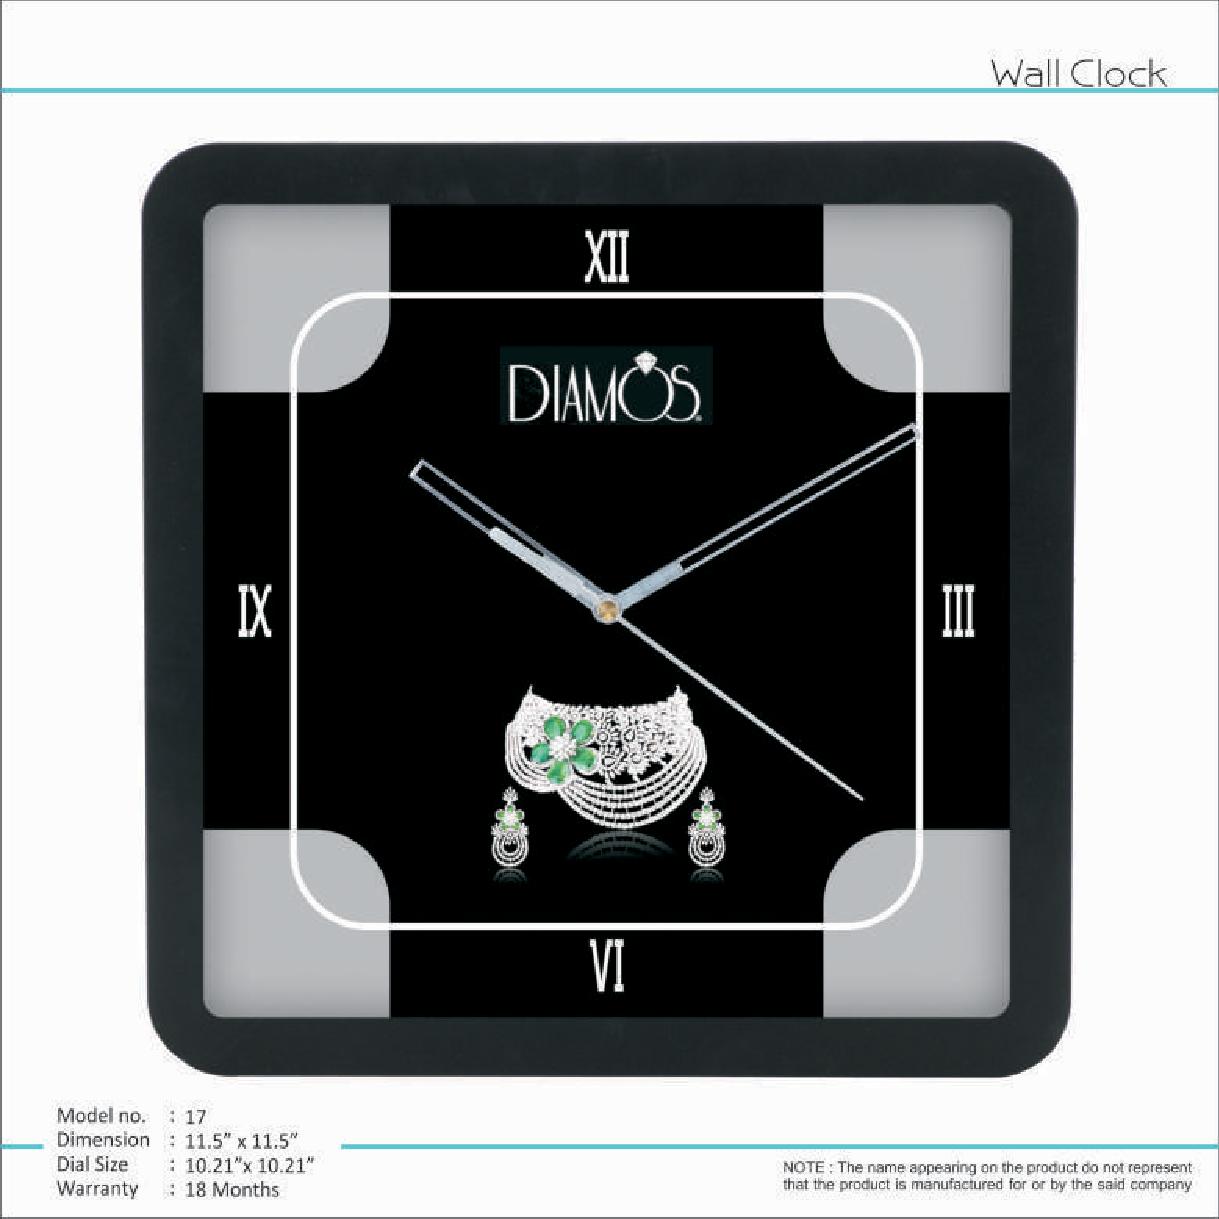 Wall Clock
XII
DIAMOS®
IX
III
VI
Model no. : 17
Dimension : 11.5" x 11.5"
Dial Size : 10.21"x 10.21"
Warranty : 18 Months
NOTE : The name appearing on the product do not represent
that the product is manufactured for or by the said company